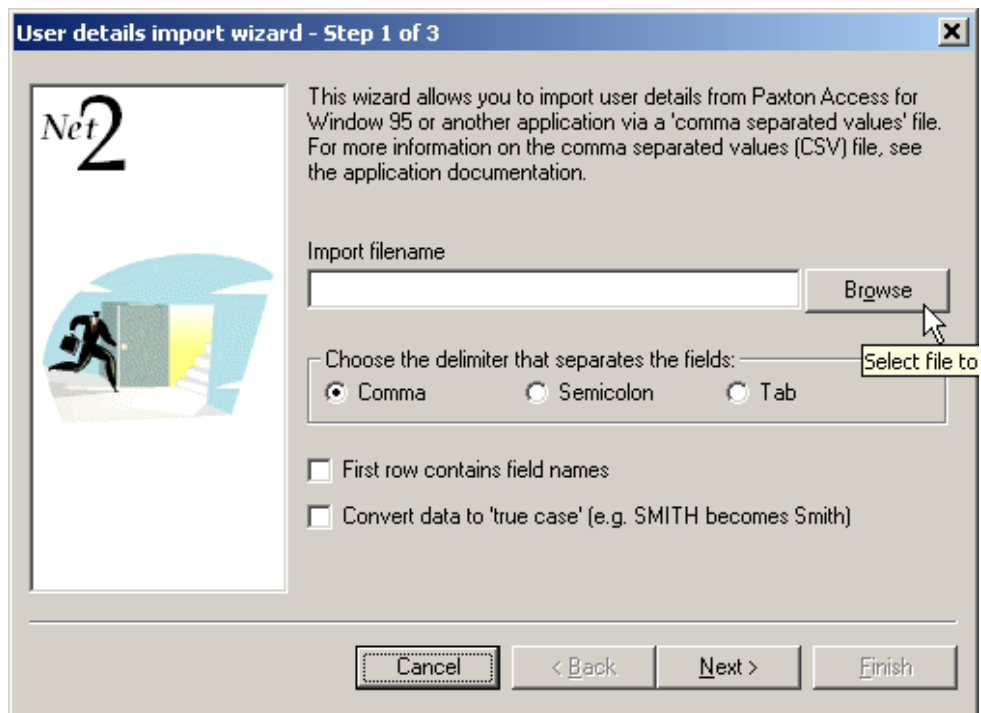 User details import wizard - Step 1 of 3
Net2
This wizard allows you to import user details from Paxton Access for
Window 95 or another application via a 'comma separated values' file.
For more information on the comma separated values (CSV) file, see
the application documentation.
Import filename
Browse
Select file to
Choose the delimiter that separates the fields:
Comma Semicolon Tab
First row contains field names
Convert data to 'true case' (e.g. SMITH becomes Smith)
Cancel < Back Next > Finish